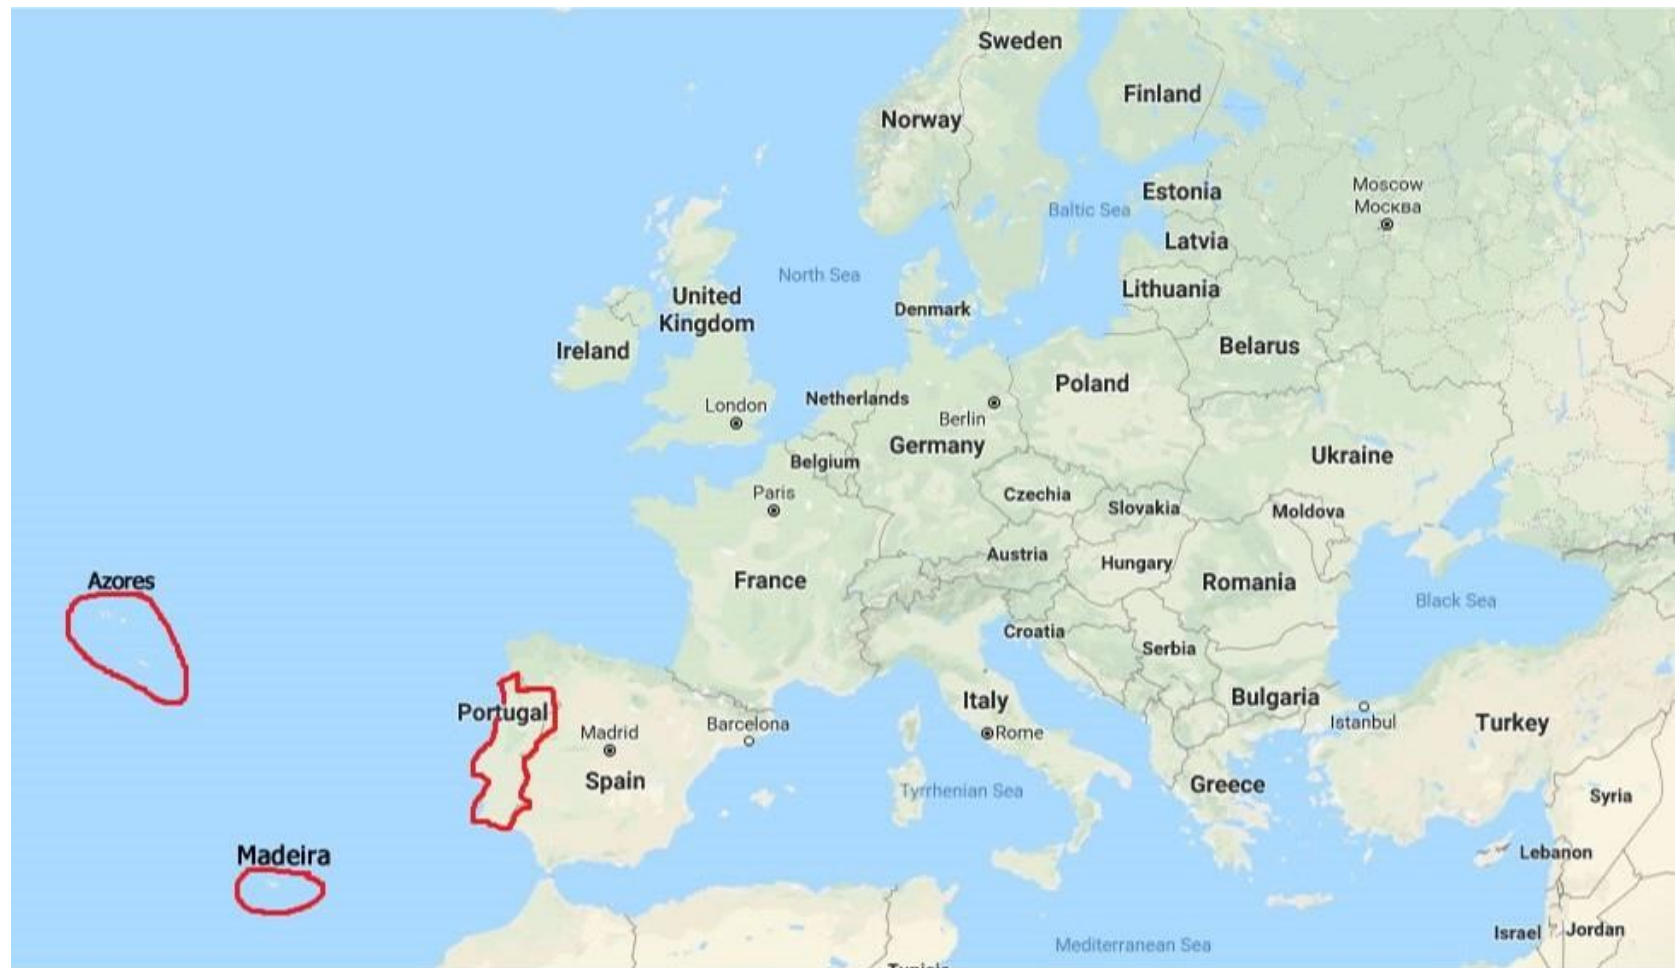 Sweden
Finland
Norway
Estonia
Moscow
Москва
Baltic Sea
Latvia
North Sea
Lithuania
United
Kingdom
Denmark
Belarus
Ireland
Poland
Netherlands
London
Berlin
Germany
Ukraine
Belgium
Paris
Czechia
Slovakia
Moldova
Austria
Hungary
France
Romania
Azores
Black Sea
Croatia
Serbia
Italy
Bulgaria
Portugal
Madrid
Barcelona
Rome
Istanbul
Turkey
Spain
Tyrrhenian Sea
Greece
Syria
Madeira
Lebanon
Israel
Jordan
Mediterranean Sea